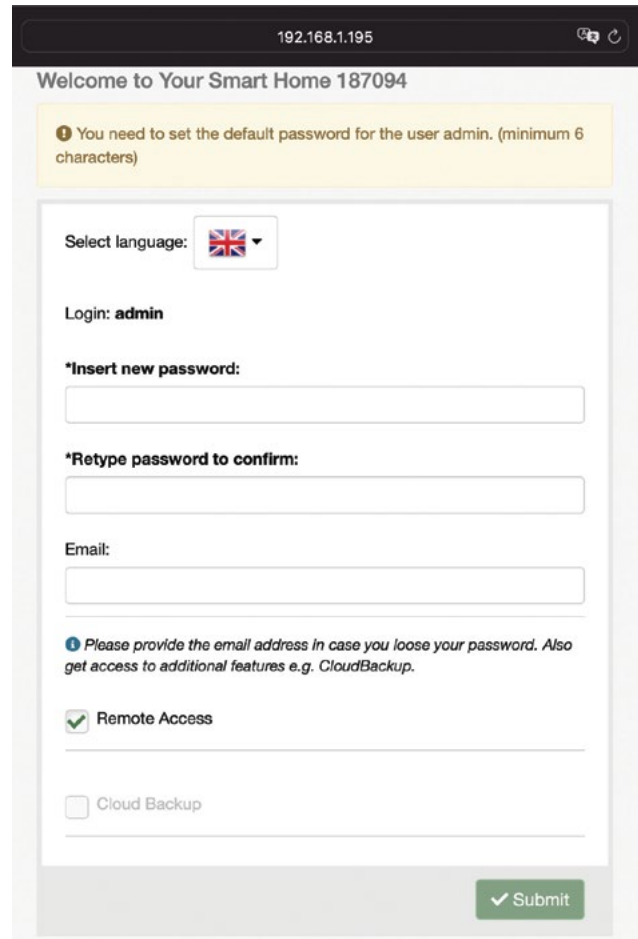 192.168.1.195
Welcome to Your Smart Home 187094
You need to set the default password for the user admin. (minimum 6
characters)
Select language:
Login: admin
*Insert new password:
*Retype password to confirm:
Email:
Please provide the email address in case you loose your password. Also
get access to additional features e.g. CloudBackup.
Remote Access
Cloud Backup
Submit